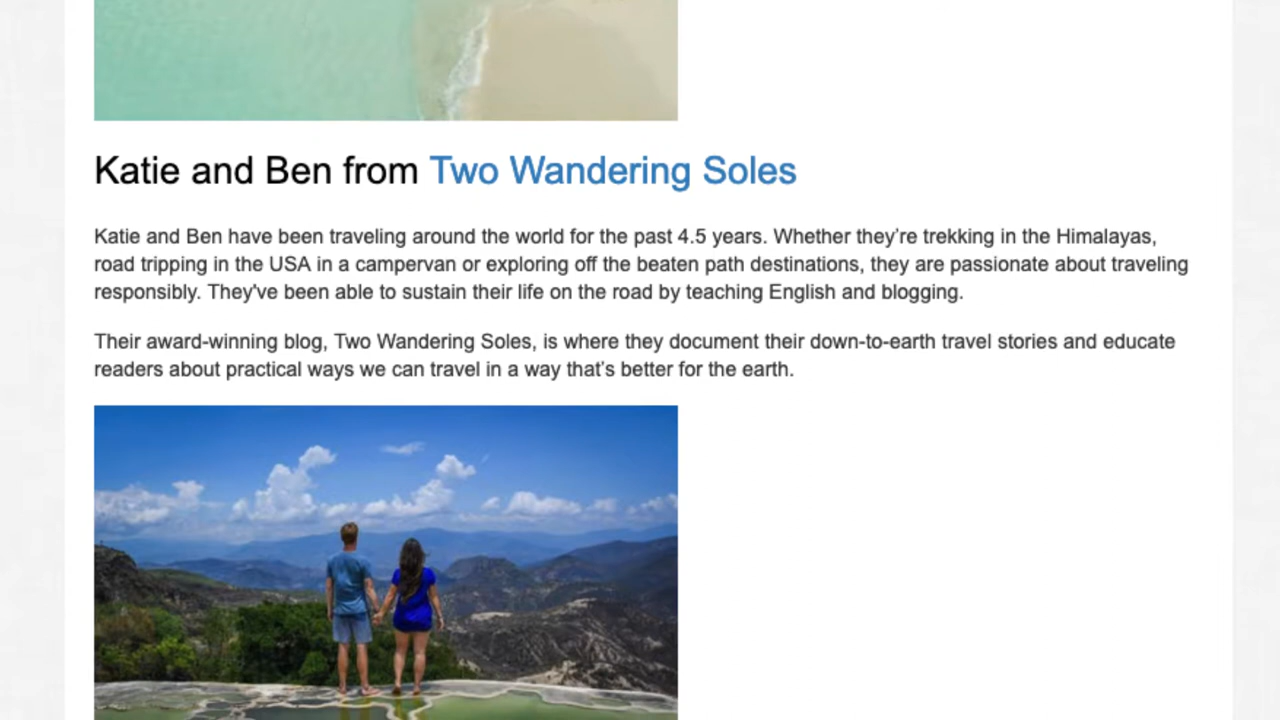 Katie and Ben from Two Wandering Soles
Katie and Ben have been traveling around the world for the past 4.5 years. Whether they’re trekking in the Himalayas,
road tripping in the USA in a campervan or exploring off the beaten path destinations, they are passionate about traveling
responsibly. They've been able to sustain their life on the road by teaching English and blogging.
Their award-winning blog, Two Wandering Soles, is where they document their down-to-earth travel stories and educate
readers about practical ways we can travel in a way that’s better for the earth.